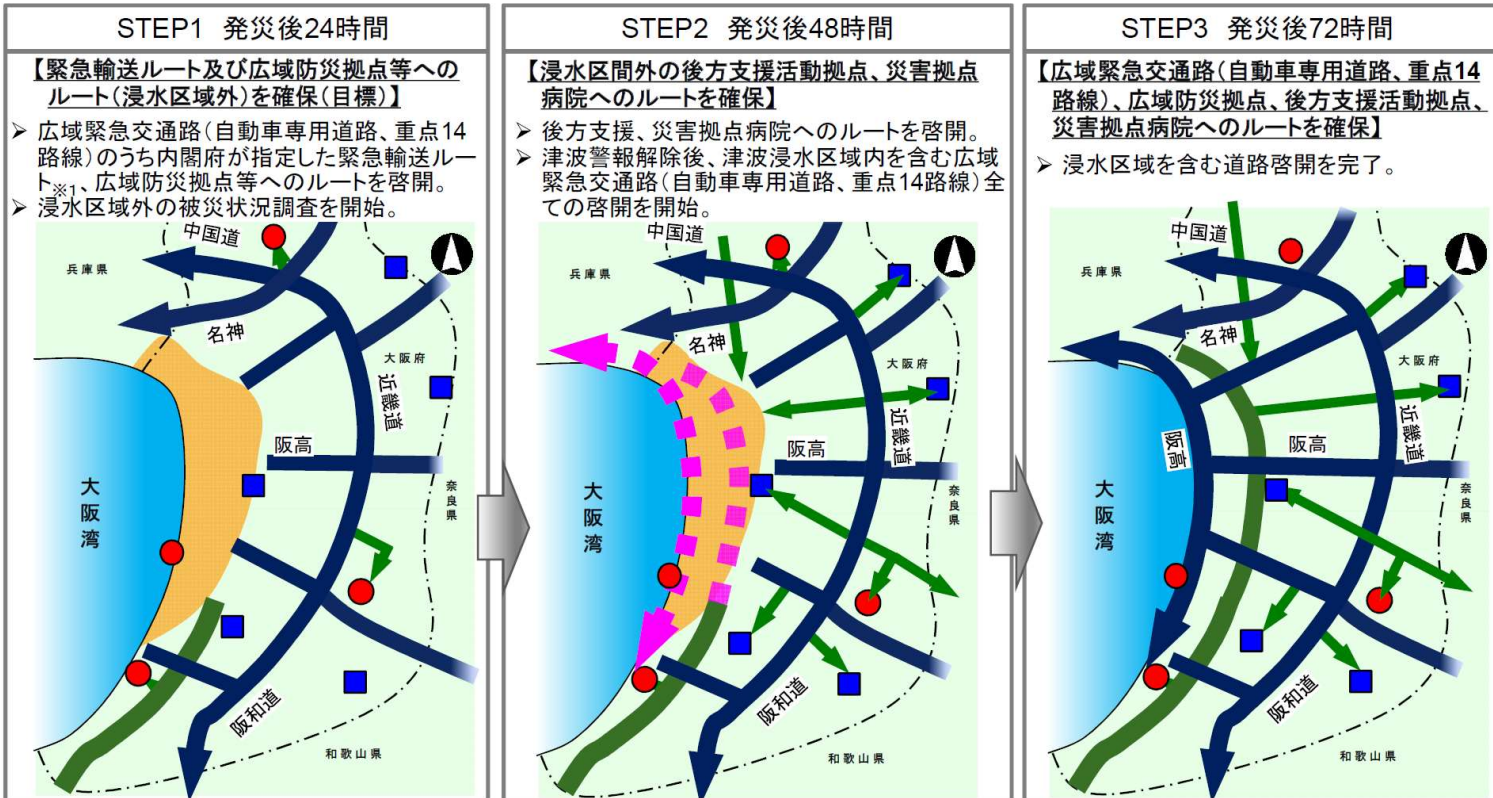 STEP1 発災後24時間
【緊急輸送ルート及び広域防災拠点等への
ルート(浸水区域外)を確保(目標)】
➢ 広域緊急交通路(自動車専用道路、重点14
路線)のうち内閣府が指定した緊急輸送ルー
ト※1、広域防災拠点等へのルートを啓開。
➢ 浸水区域外の被災状況調査を開始。
中国道
兵庫県
名神
大阪府
近畿道
阪高
大阪湾
奈良県
阪和道
和歌山県
STEP2 発災後48時間
【浸水区間外の後方支援活動拠点、災害拠点
病院へのルートを確保】
➢ 後方支援、災害拠点病院へのルートを啓開。
➢ 津波警報解除後、津波浸水区域内を含む広域
緊急交通路(自動車専用道路、重点14路線)全
ての啓開を開始。
中国道
兵庫県
名神
大阪府
近畿道
阪高
大阪湾
奈良県
阪和道
和歌山県
STEP3 発災後72時間
【広域緊急交通路(自動車専用道路、重点14
路線)、広域防災拠点、後方支援活動拠点、
災害拠点病院へのルートを確保】
➢ 浸水区域を含む道路啓開を完了。
中国道
兵庫県
名神
大阪府
近畿道
阪高
阪高
大阪湾
奈良県
阪和道
和歌山県